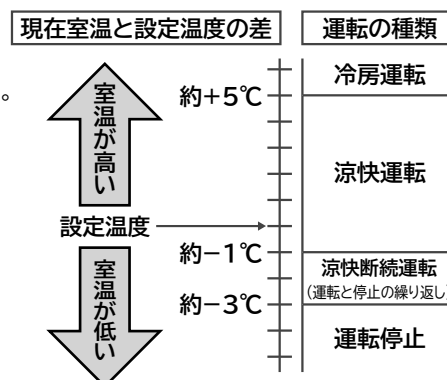 現在室温と設定温度の差
運転の種類
。
室温が高い
約+5℃
冷房運転
涼快運転
設定温度
約−1℃
涼快断続運転
(運転と停止の繰り返し)
室温が低い
約−3℃
運転停止